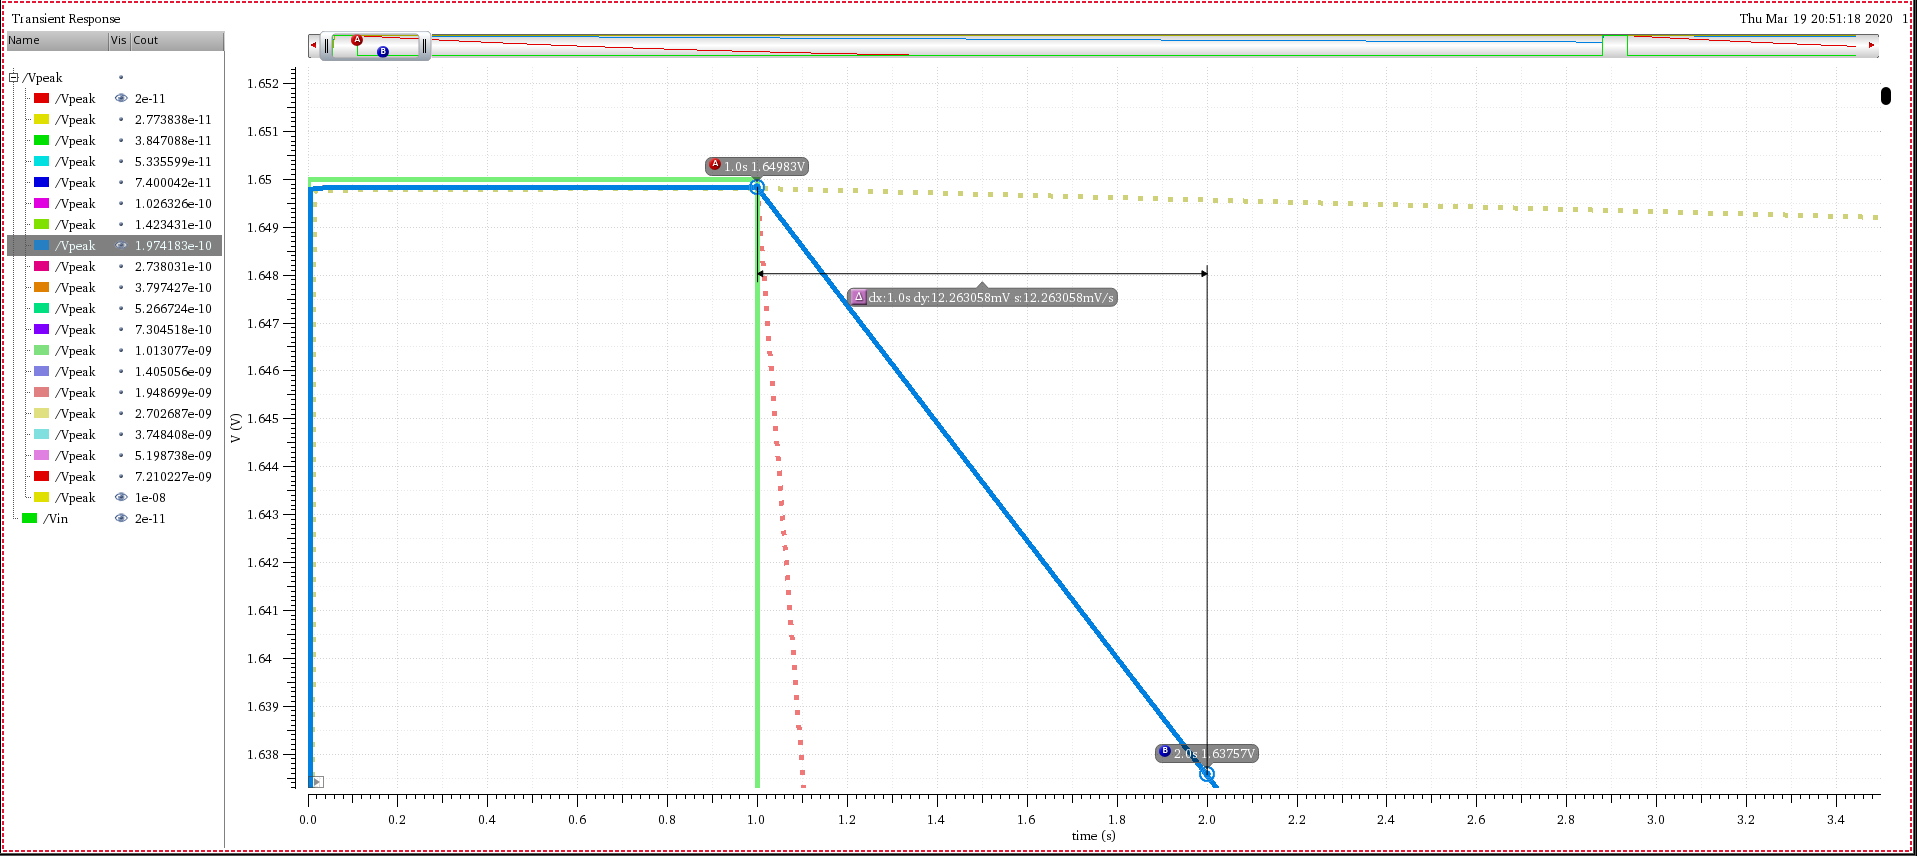 Transient Response
Thu Mar 19 20:51:18 2020 1
Name Vis Cout
/Vpeak
/Vpeak 2e-11
/Vpeak 2.773838e-11
/Vpeak 3.847088e-11
/Vpeak 5.335599e-11
/Vpeak 7.400042e-11
/Vpeak 1.026326e-10
/Vpeak 1.423431e-10
/Vpeak 1.974183e-10
/Vpeak 2.738031e-10
/Vpeak 3.797427e-10
/Vpeak 5.266724e-10
/Vpeak 7.304518e-10
/Vpeak 1.013077e-09
/Vpeak 1.405056e-09
/Vpeak 1.948699e-09
/Vpeak 2.702687e-09
/Vpeak 3.748408e-09
/Vpeak 5.198738e-09
/Vpeak 7.210227e-09
/Vpeak 1e-08
/Vin 2e-11
A
B
1.652
1.651
1.65
1.649
1.648
1.647
1.646
1.645
1.644
1.643
1.642
1.641
1.64
1.639
1.638
V (V)
A 1.0s 1.64983V
Δ dx:1.0s dy:12.263058mV s:12.263058mV/s
B 2.0s 1.63757V
0.0 0.2 0.4 0.6 0.8 1.0 1.2 1.4 1.6 1.8 2.0 2.2 2.4 2.6 2.8 3.0 3.2 3.4
time (s)